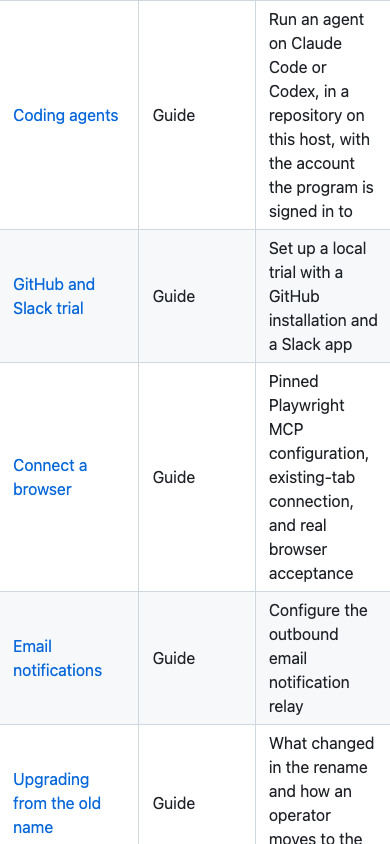 Coding agents
Guide
Run an agent
on Claude
Code or
Codex, in a
repository on
this host, with
the account
the program is
signed in to
GitHub and
Slack trial
Guide
Set up a local
trial with a
GitHub
installation and
a Slack app
Connect a
browser
Guide
Pinned
Playwright
MCP
configuration,
existing-tab
connection,
and real
browser
acceptance
Email
notifications
Guide
Configure the
outbound
email
notification
relay
Upgrading
from the old
name
Guide
What changed
in the rename
and how an
operator
moves to the